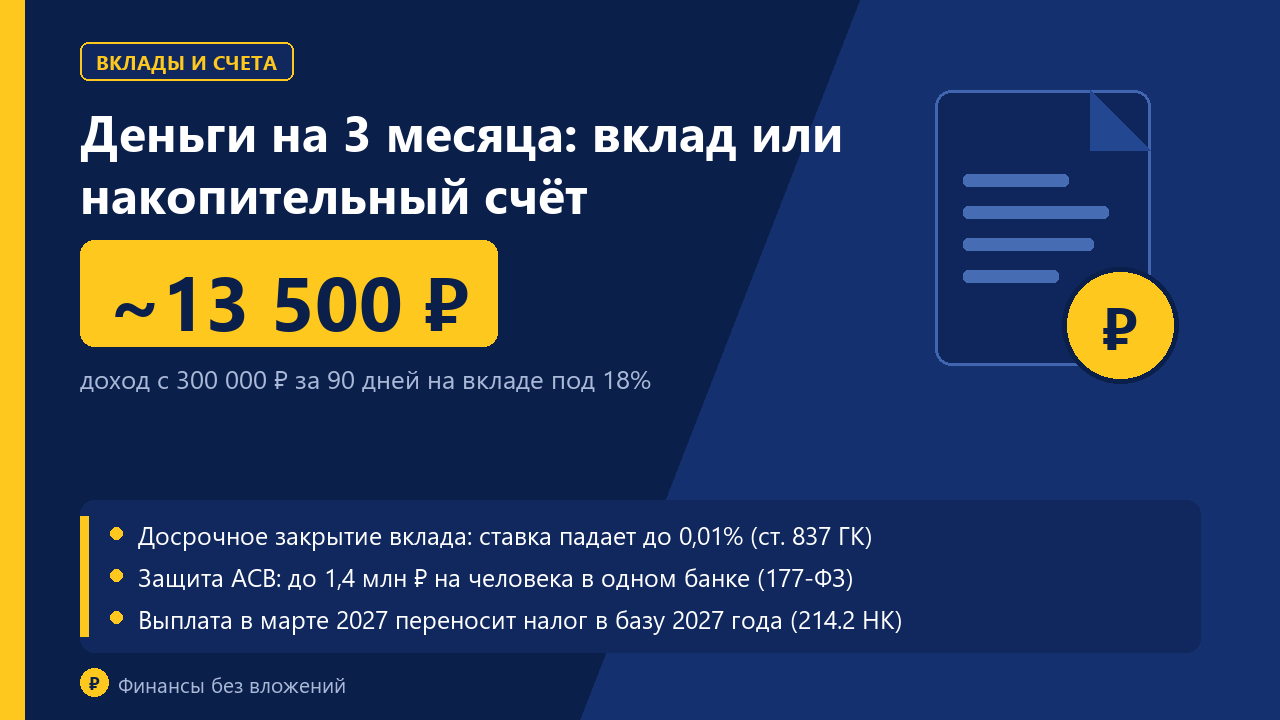 ВКЛАДЫ И СЧЕТА
Деньги на 3 месяца: вклад или
накопительный счёт
~13 500 ₽
доход с 300 000 ₽ за 90 дней на вкладе под 18%
₽
Досрочное закрытие вклада: ставка падает до 0,01% (ст. 837 ГК)
Защита АСВ: до 1,4 млн ₽ на человека в одном банке (177-ФЗ)
Выплата в марте 2027 переносит налог в базу 2027 года (214.2 НК)
₽ Финансы без вложений